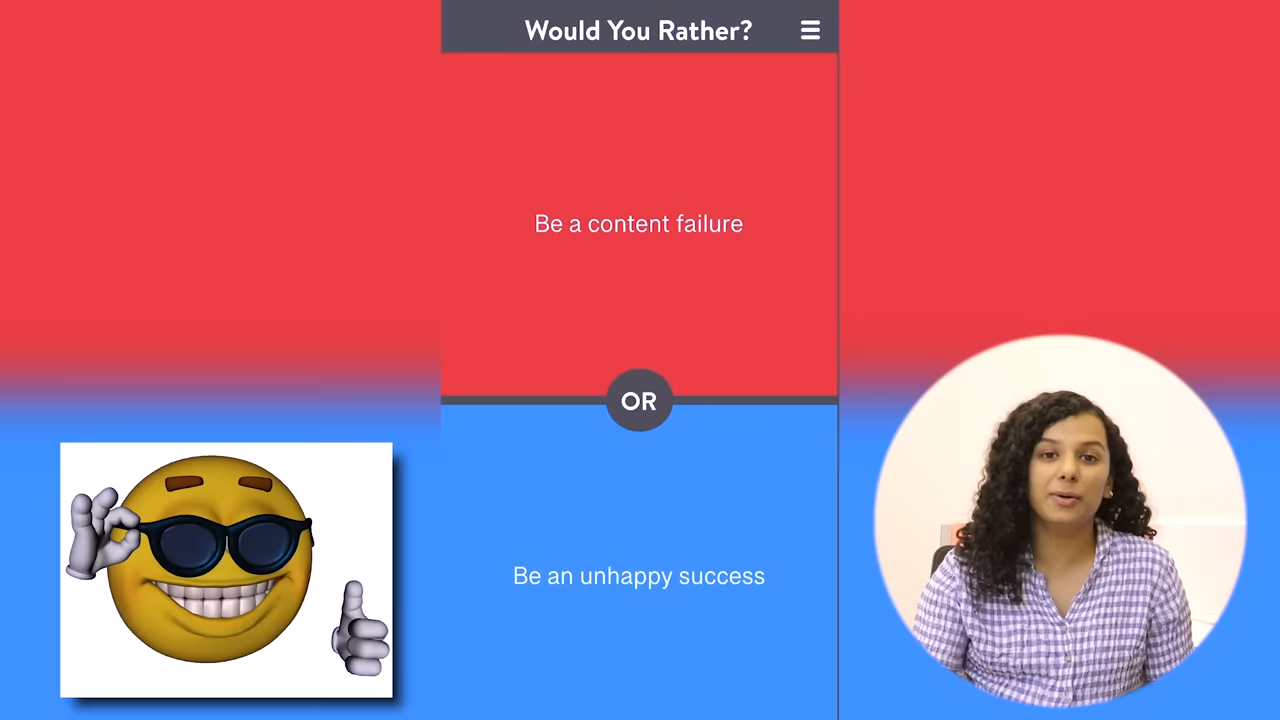 Would You Rather?
Be a content failure
OR
Be an unhappy success